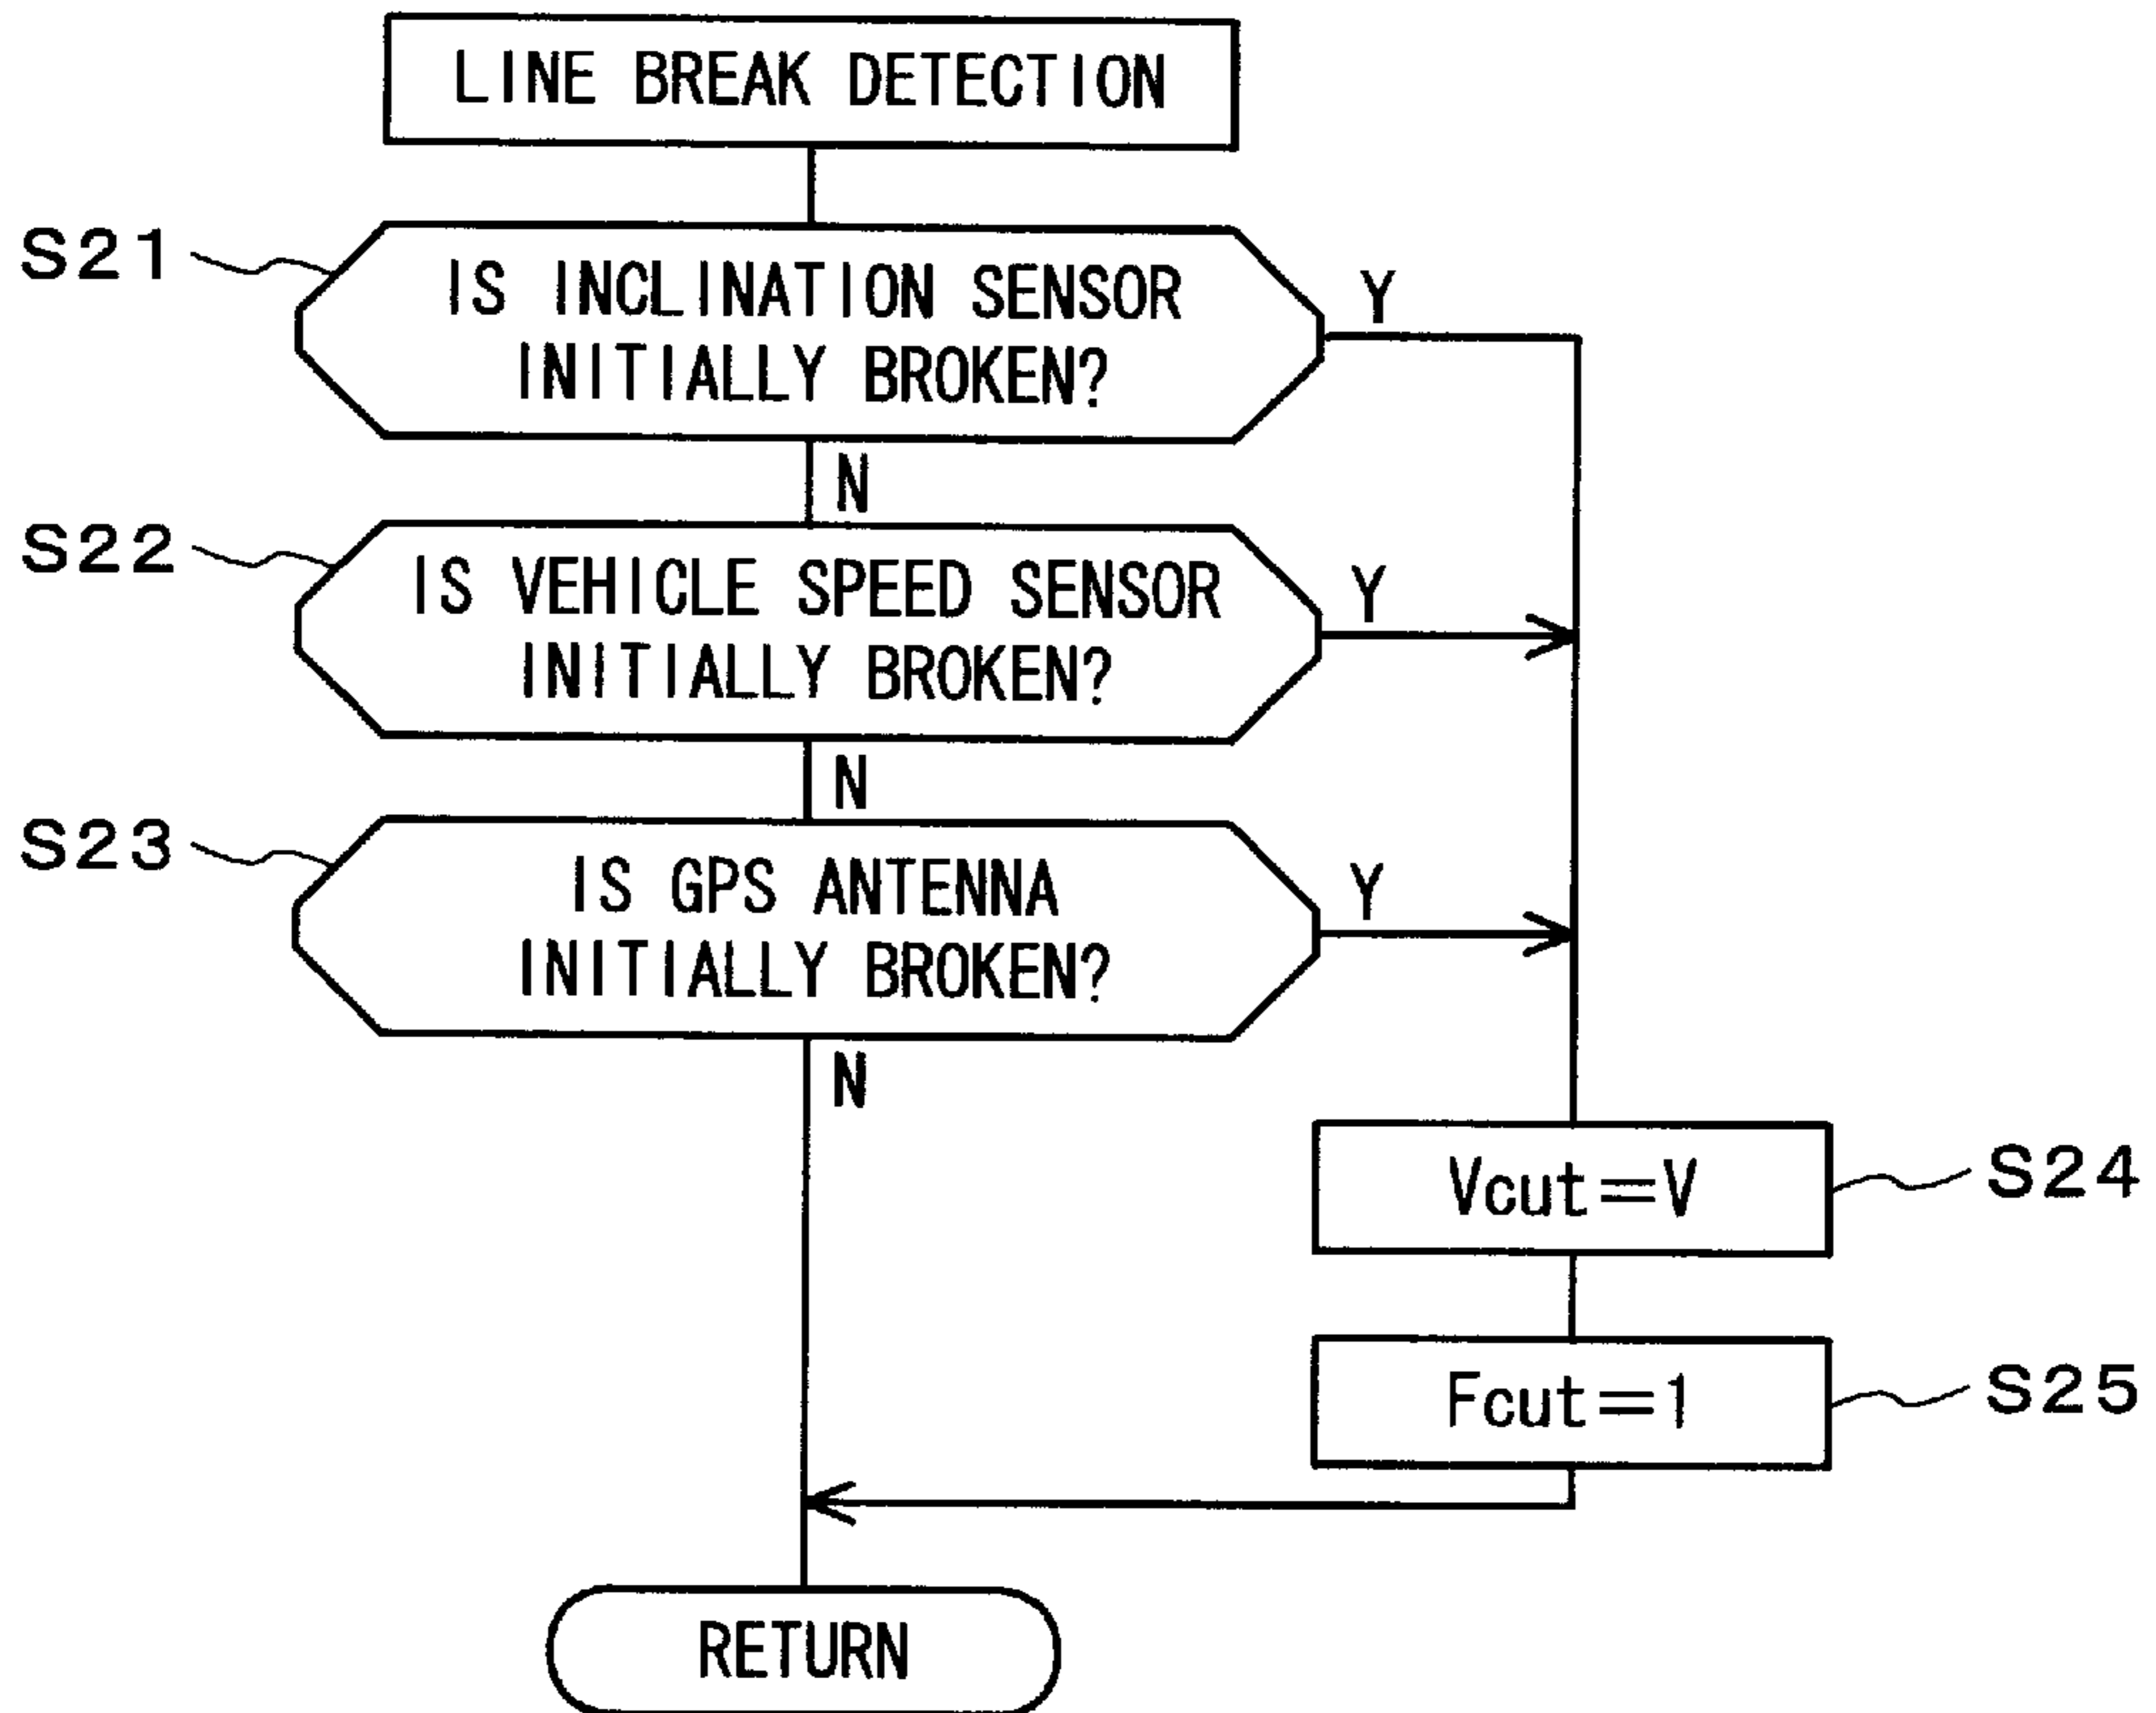 LINE BREAK DETECTION
S21
IS INCLINATION SENSOR
INITIALLY BROKEN?
Y
N
S22
IS VEHICLE SPEED SENSOR
INITIALLY BROKEN?
Y
N
S23
IS GPS ANTENNA
INITIALLY BROKEN?
Y
N
Vcut=V
S24
Fcut=1
S25
RETURN